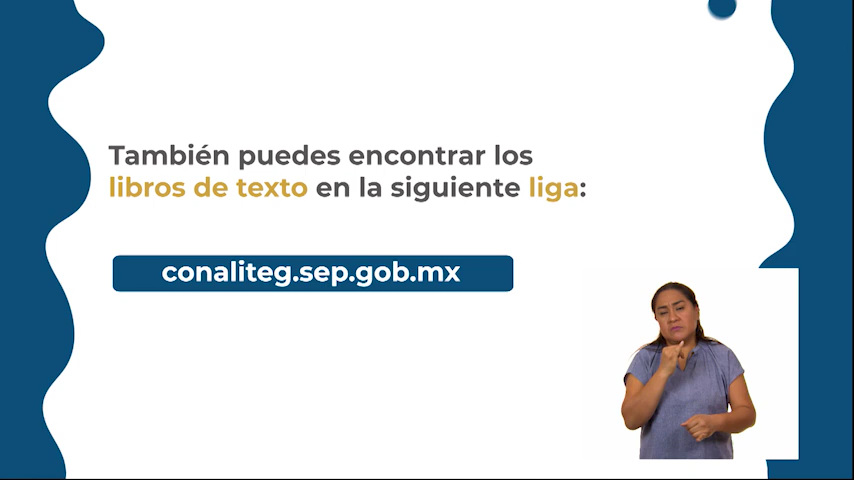 También puedes encontrar los
libros de texto en la siguiente liga:
conaliteg.sep.gob.mx